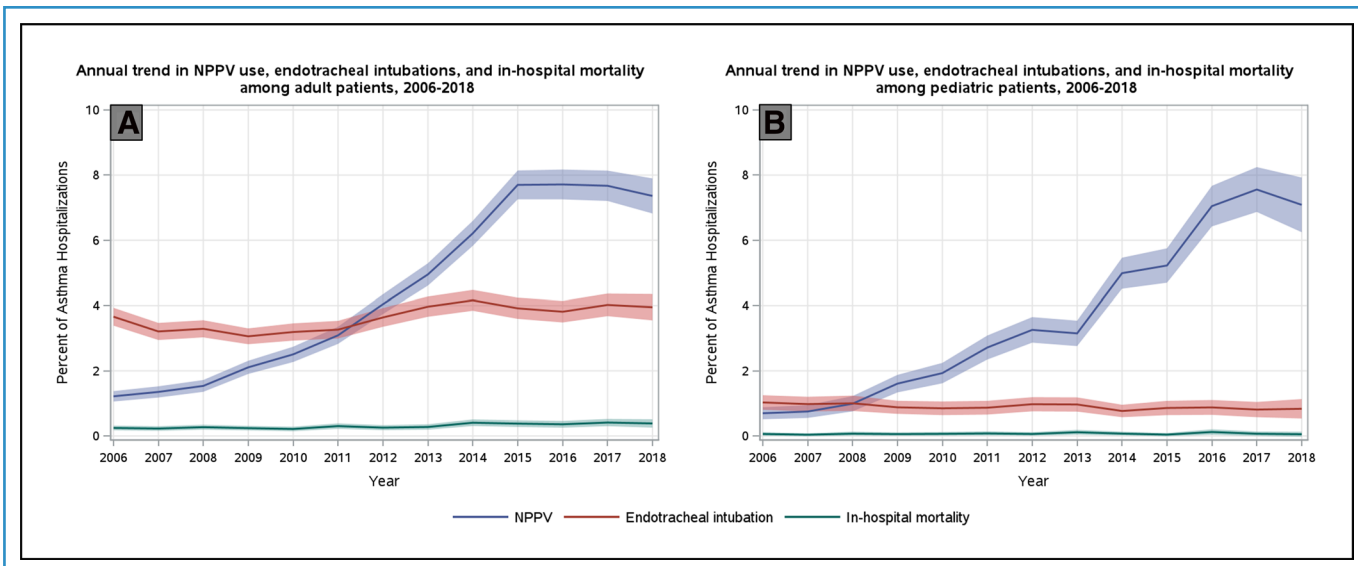 Annual trend in NPPV use, endotracheal intubations, and in-hospital mortality
among adult patients, 2006-2018
A
Percent of Asthma Hospitalizations
10
8
6
4
2
0
2006 2007 2008 2009 2010 2011 2012 2013 2014 2015 2016 2017 2018
Year
Annual trend in NPPV use, endotracheal intubations, and in-hospital mortality
among pediatric patients, 2006-2018
B
Percent of Asthma Hospitalizations
10
8
6
4
2
0
2006 2007 2008 2009 2010 2011 2012 2013 2014 2015 2016 2017 2018
Year
NPPV Endotracheal intubation In-hospital mortality